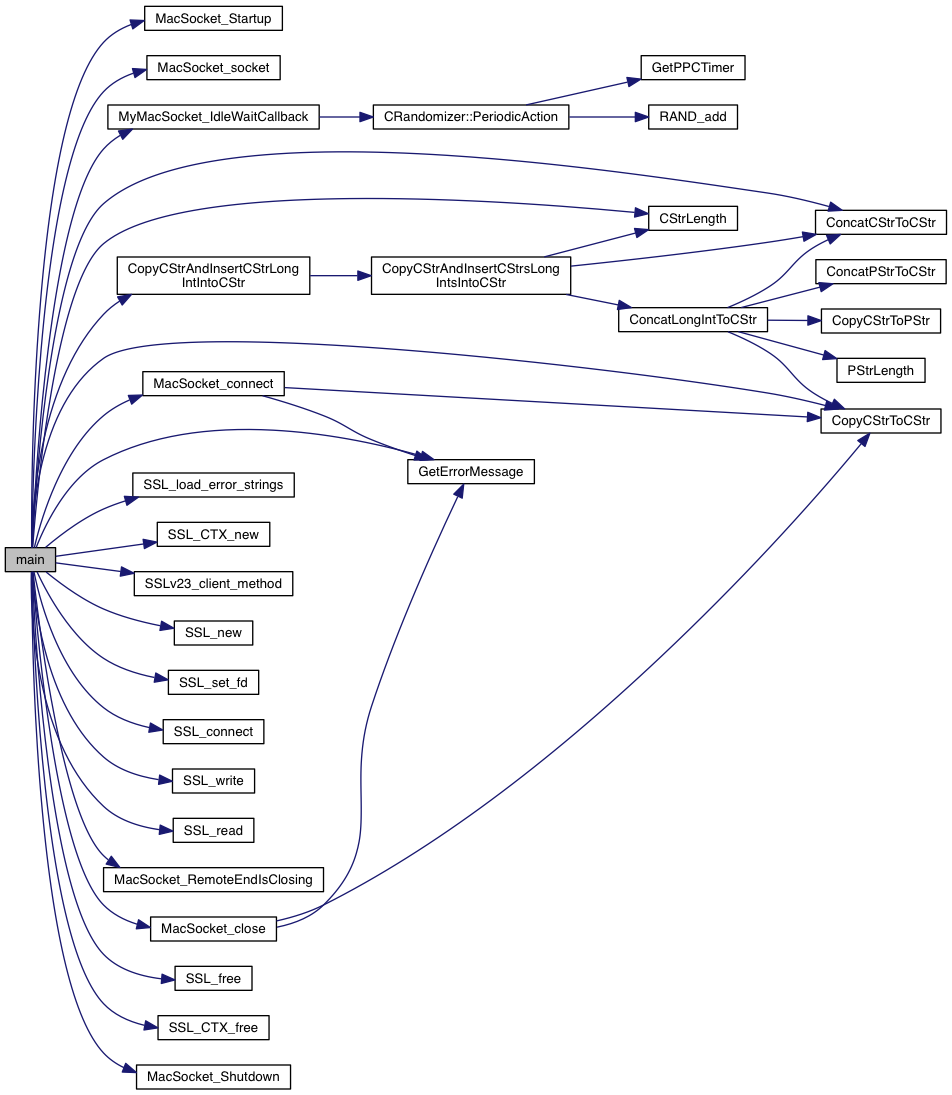 MacSocket_Startup
MacSocket_socket
GetPPCTimer
MyMacSocket_IdleWaitCallback
CRandomizer::PeriodicAction
RAND_add
CStrLength
ConcatCStrToCStr
CopyCStrAndInsertCStrLong
IntIntoCStr
CopyCStrAndInsertCStrsLong
IntsIntoCStr
ConcatPStrToCStr
ConcatLongIntToCStr
CopyCStrToPStr
PStrLength
MacSocket_connect
CopyCStrToCStr
GetErrorMessage
SSL_load_error_strings
SSL_CTX_new
main
SSLv23_client_method
SSL_new
SSL_set_fd
SSL_connect
SSL_write
SSL_read
MacSocket_RemoteEndIsClosing
MacSocket_close
SSL_free
SSL_CTX_free
MacSocket_Shutdown